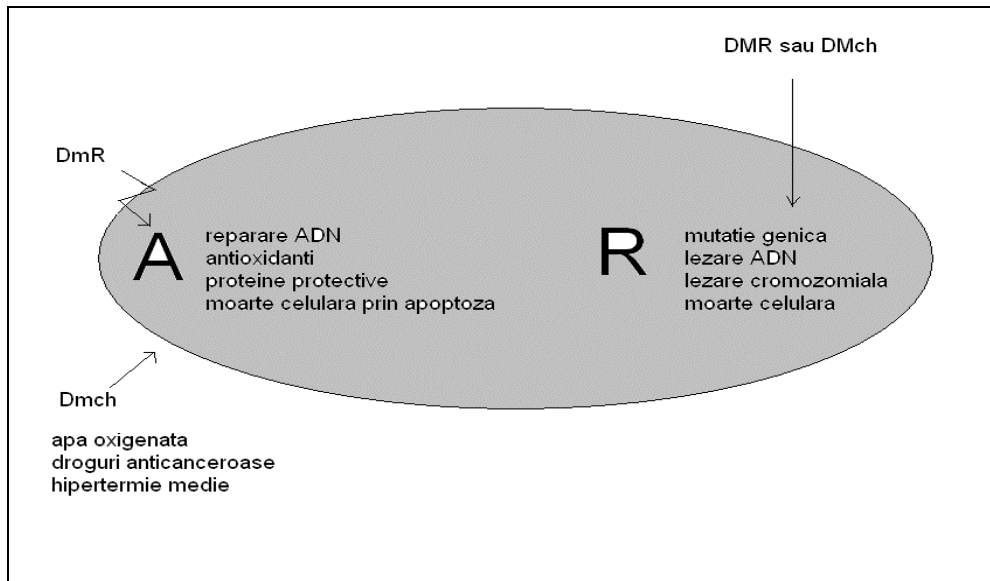 DMR sau DMch
DmR
A
reparare ADN
antioxidanti
proteine protective
moarte celulara prin apoptoza
R
mutatie genica
lezare ADN
lezare cromozomiala
moarte celulara
Dmch
apa oxigenata
droguri anticanceroase
hipertermie medie